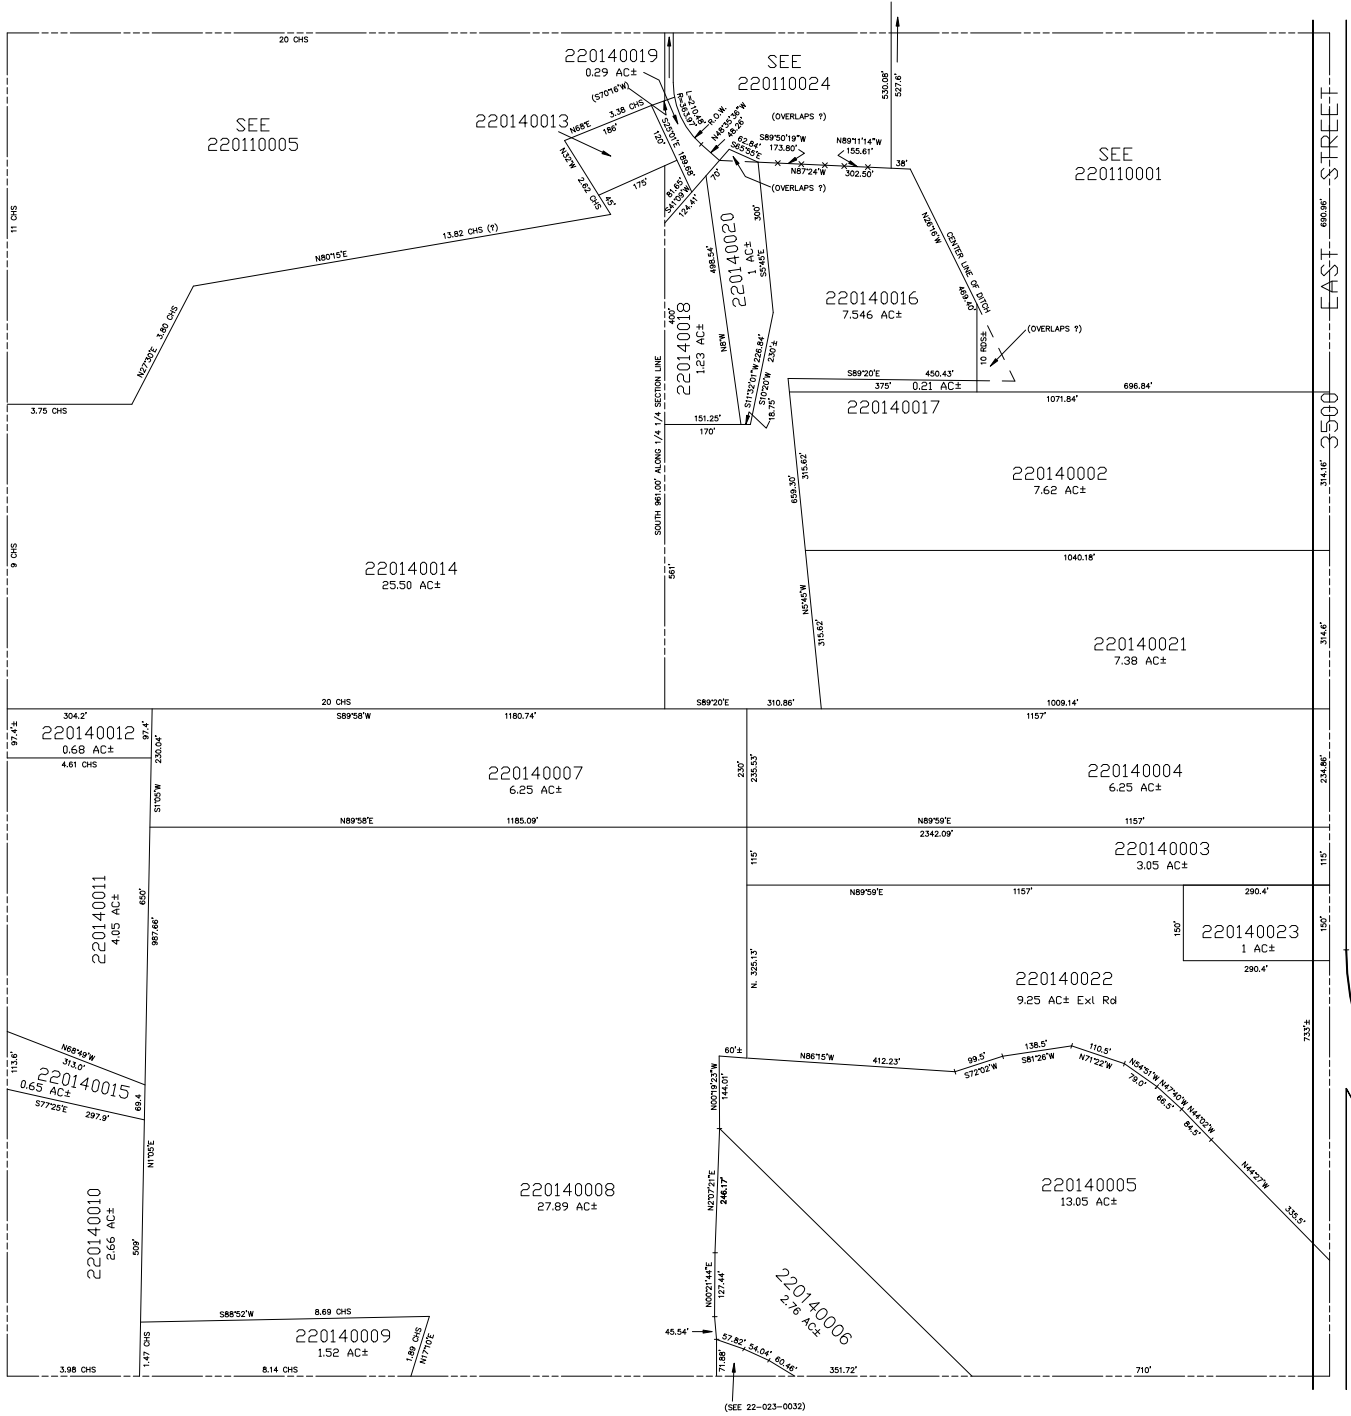 20 CHS
220140019
0.29 AC±
(S70°16'W)
SEE
220110024
530.08'
527.6'
SEE
220110005
220140013
N68°E
3.38 CHS
186'
L=210.48'
R=363.97'
R.O.W.
N48°35'36"W
48.26'
(OVERLAPS ?)
62.84'
S65°55'E
S89°50'19"W
173.80'
N89°11'14"W
155.61'
38'
N87°24'W
302.50'
(OVERLAPS ?)
SEE
220110001
3500 EAST STREET
690.96'
S25°01'E
189.68'
120'
N32°W
2.62 CHS
175'
45'
81.65'
S41°09'W
124.41'
70'
11 CHS
13.82 CHS (?)
N80°15'E
N27°30'E
3.80 CHS
3.75 CHS
300'
S5°45'E
220140020
1 AC±
498.54'
N8°W
N26°16'W
CENTER LINE OF DITCH
469.40'
220140016
7.546 AC±
(OVERLAPS ?)
10 RDS±
400'
220140018
1.23 AC±
S11°32'01"W 226.84'
230'±
S10°20'W
18.75'
151.25'
170'
S89°20'E
450.43'
375'
0.21 AC±
696.84'
1071.84'
220140017
SOUTH 961.00' ALONG 1/4 1/4 SECTION LINE
9 CHS
220140014
25.50 AC±
561'
315.62'
659.30'
N5°45'W
315.62'
220140002
7.62 AC±
314.16'
1040.18'
220140021
7.38 AC±
314.6'
20 CHS
S89°20'E
310.86'
1009.14'
304.2'
S89°58'W
1180.74'
1157'
97.4'±
220140012
0.68 AC±
97.4'
230.04'
4.61 CHS
S1°05'W
220140007
6.25 AC±
230'
235.53'
220140004
6.25 AC±
234.86'
N89°58'E
1185.09'
N89°59'E
1157'
2342.09'
220140003
3.05 AC±
115'
115'
N89°59'E
1157'
290.4'
220140011
4.05 AC±
650'
987.66'
150'
220140023
1 AC±
150'
290.4'
N. 325.13'
220140022
9.25 AC± Exl Rd
733'±
N68°49'W
313.0'
113.6'
220140015
0.65 AC±
69.4
S77°25'E
297.9'
60'±
N86°15'W
412.23'
99.5'
S72°02'W
138.5'
S81°26'W
110.5'
N71°22'W
N54°51'W
79.0'
N47°40'W
66.5'
N44°02'W
84.5'
N44°27'W
335.5'
N00°19'23"W
144.01'
N1°05'E
220140010
2.66 AC±
509'
220140008
27.89 AC±
N2°07'21"E
246.17'
220140005
13.05 AC±
N00°21'44"E
127.44'
220140006
2.76 AC±
S88°52'W
8.69 CHS
220140009
1.52 AC±
1.47 CHS
1.89 CHS
N17°10'E
45.54'
57.82'
54.04'
60.46'
71.88'
3.98 CHS
8.14 CHS
351.72'
710'
(SEE 22-023-0032)